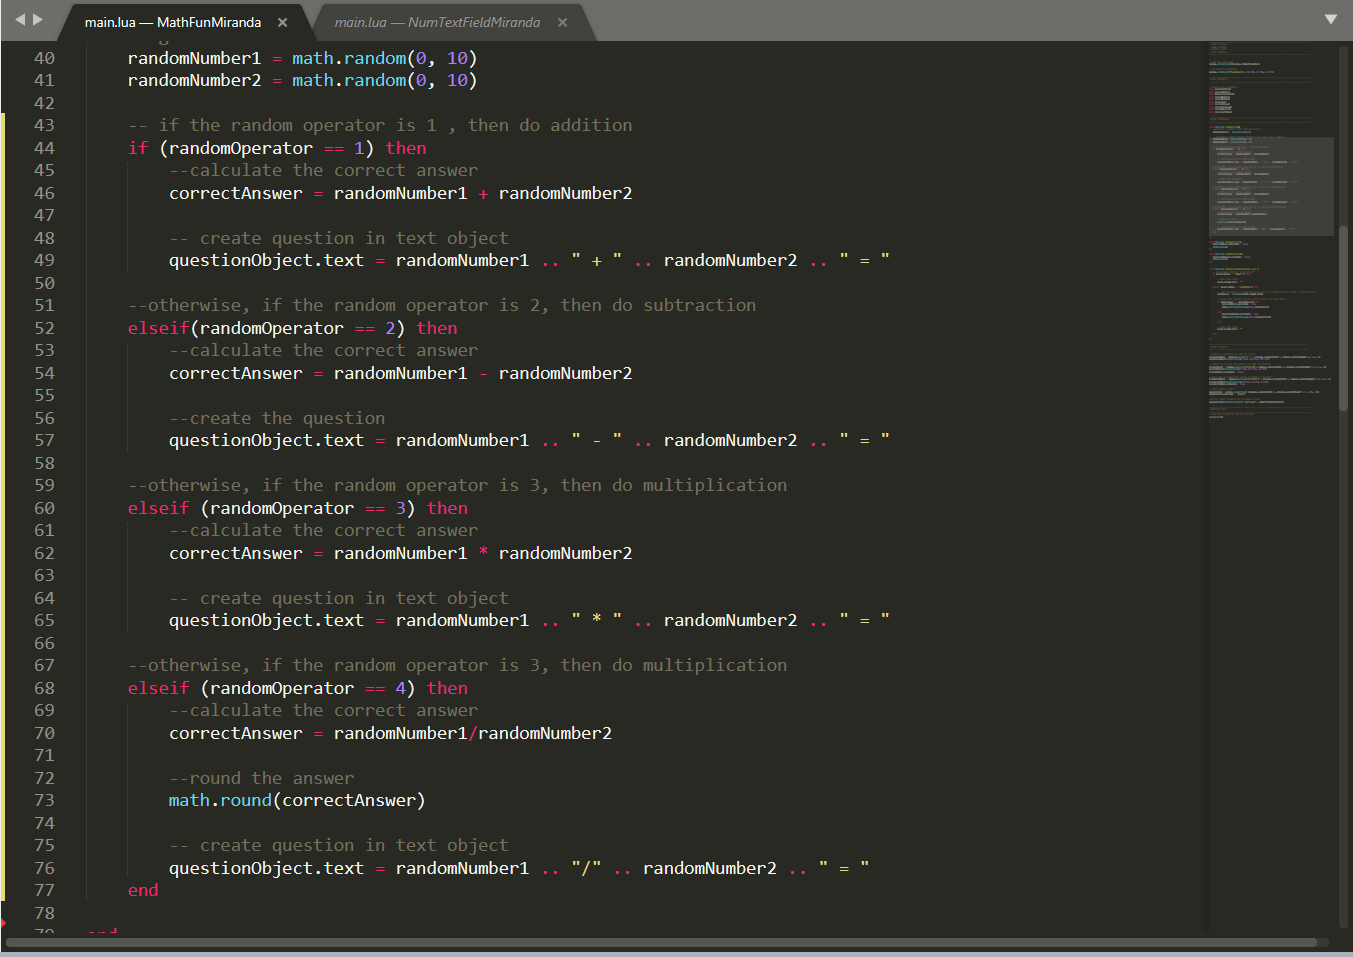 main.lua — MathFunMiranda × main.lua — NumTextFieldMiranda ×
40 randomNumber1 = math.random(0, 10)
41 randomNumber2 = math.random(0, 10)
42
43 -- if the random operator is 1 , then do addition
44 if (randomOperator == 1) then
45 --calculate the correct answer
46 correctAnswer = randomNumber1 + randomNumber2
47
48 -- create question in text object
49 questionObject.text = randomNumber1 .. " + " .. randomNumber2 .. " = "
50
51 --otherwise, if the random operator is 2, then do subtraction
52 elseif(randomOperator == 2) then
53 --calculate the correct answer
54 correctAnswer = randomNumber1 - randomNumber2
55
56 --create the question
57 questionObject.text = randomNumber1 .. " - " .. randomNumber2 .. " = "
58
59 --otherwise, if the random operator is 3, then do multiplication
60 elseif (randomOperator == 3) then
61 --calculate the correct answer
62 correctAnswer = randomNumber1 * randomNumber2
63
64 -- create question in text object
65 questionObject.text = randomNumber1 .. " * " .. randomNumber2 .. " = "
66
67 --otherwise, if the random operator is 3, then do multiplication
68 elseif (randomOperator == 4) then
69 --calculate the correct answer
70 correctAnswer = randomNumber1/randomNumber2
71
72 --round the answer
73 math.round(correctAnswer)
74
75 -- create question in text object
76 questionObject.text = randomNumber1 .. "/" .. randomNumber2 .. " = "
77 end
78
79 end